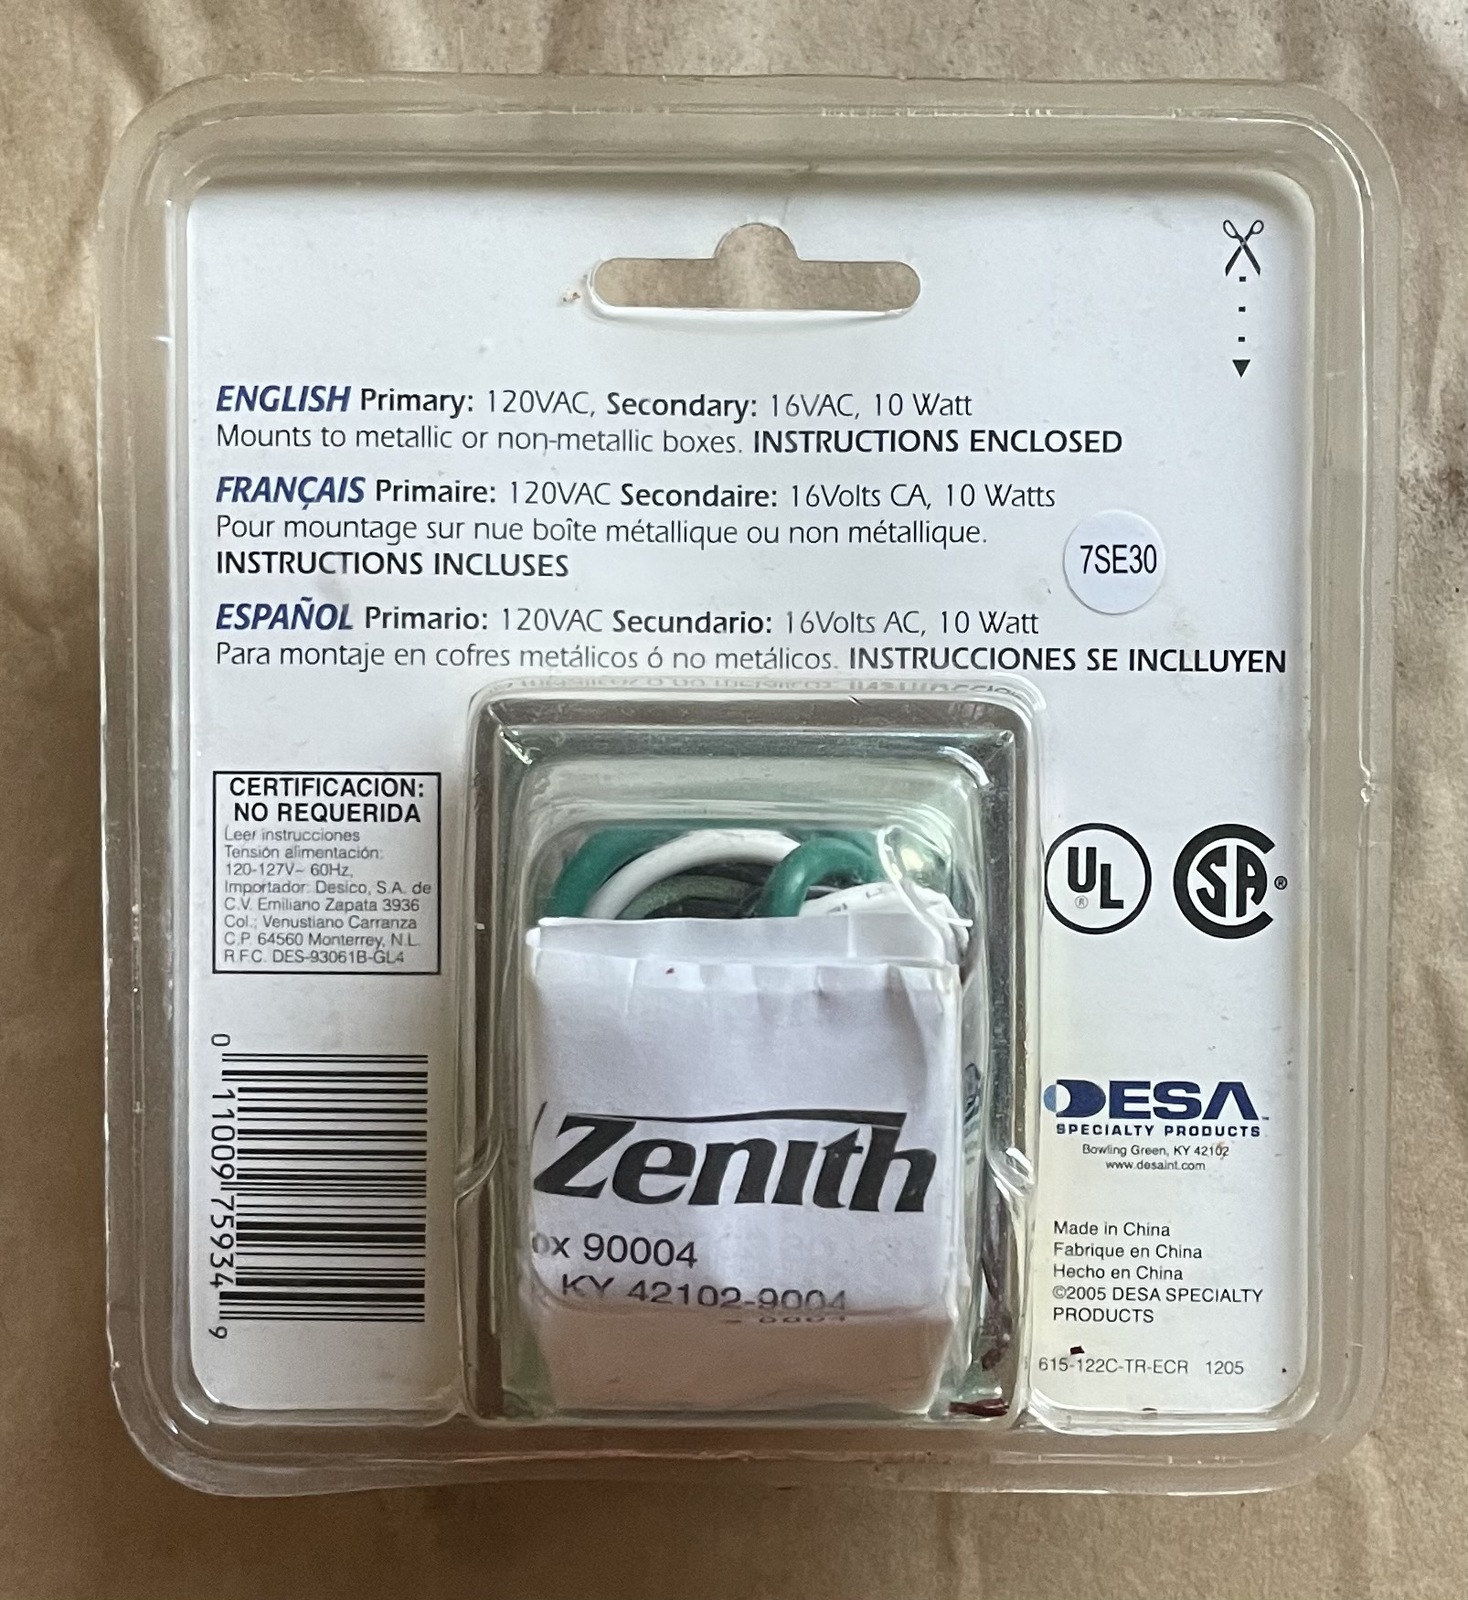 ENGLISH Primary: 120VAC, Secondary: 16VAC, 10 Watt
Mounts to metallic or non-metallic boxes. INSTRUCTIONS ENCLOSED
FRANÇAIS Primaire: 120VAC Secondaire: 16Volts CA, 10 Watts
Pour mountage sur nue boîte métallique ou non métallique.
INSTRUCTIONS INCLUSES
7SE30
ESPAÑOL Primario: 120VAC Secundario: 16Volts AC, 10 Watt
Para montaje en cofres metálicos ó no metálicos. INSTRUCCIONES SE INCLLUYEN
CERTIFICACION:
NO REQUERIDA
Leer instrucciones
Tensión alimentación:
120-127V~ 60Hz,
Importador: Desico, S.A. de
C.V. Emiliano Zapata 3936
Col.; Venustiano Carranza
C.P. 64560 Monterrey, N.L.
R.F.C. DES-93061B-GL4
0 11009 75934 9
Zenith
ox 90004
KY 42102-9004
UL ®
CSA ®
DESA™
SPECIALTY PRODUCTS
Bowling Green, KY 42102
www.desaint.com
Made in China
Fabrique en China
Hecho en China
©2005 DESA SPECIALTY
PRODUCTS
615-122C-TR-ECR 1205